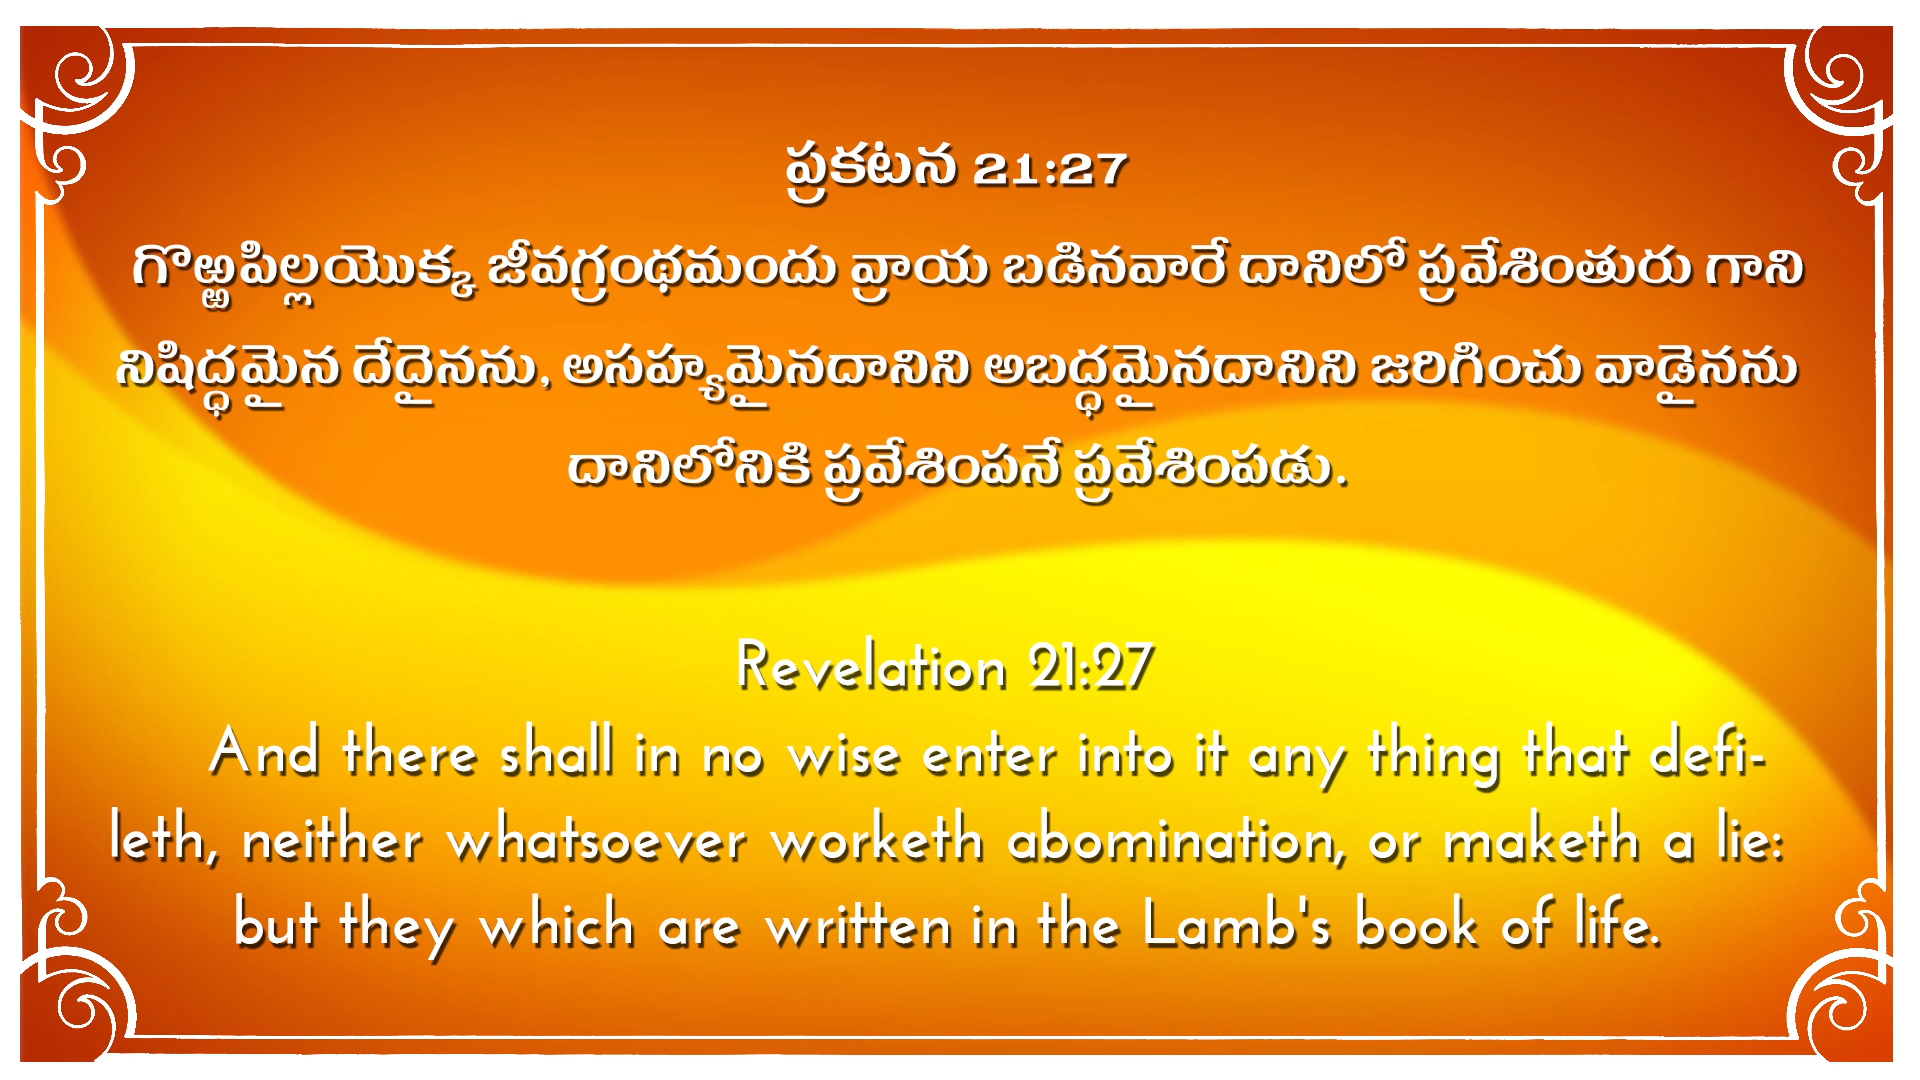 ప్రకటన 21:27
గొఱ్ఱపిల్లయొక్క జీవగ్రంథమందు వ్రాయ బడినవారే దానిలో ప్రవేశింతురు గాని
నిషిద్ధమైన దేదైనను, అసహ్యమైనదానిని అబద్ధమైనదానిని జరిగించు వాడైనను
దానిలోనికి ప్రవేశింపనే ప్రవేశింపడు.
Revelation 21:27
And there shall in no wise enter into it any thing that defi-
leth, neither whatsoever worketh abomination, or maketh a lie:
but they which are written in the Lamb's book of life.